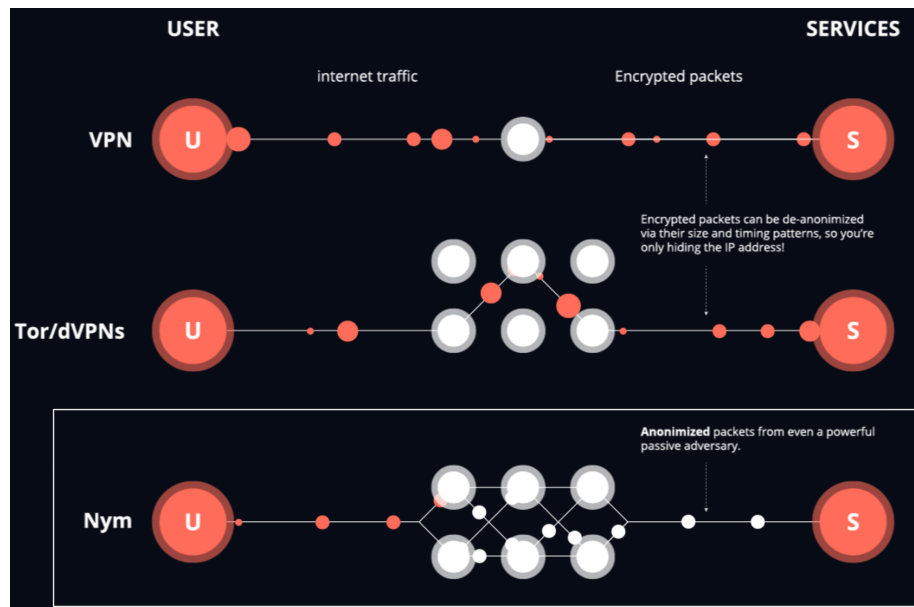 USER
SERVICES
internet traffic
Encrypted packets
VPN
U
S
Encrypted packets can be de-anonimized
via their size and timing patterns, so you’re
only hiding the IP address!
Tor/dVPNs
U
S
Anonimized packets from even a powerful
passive adversary.
Nym
U
S